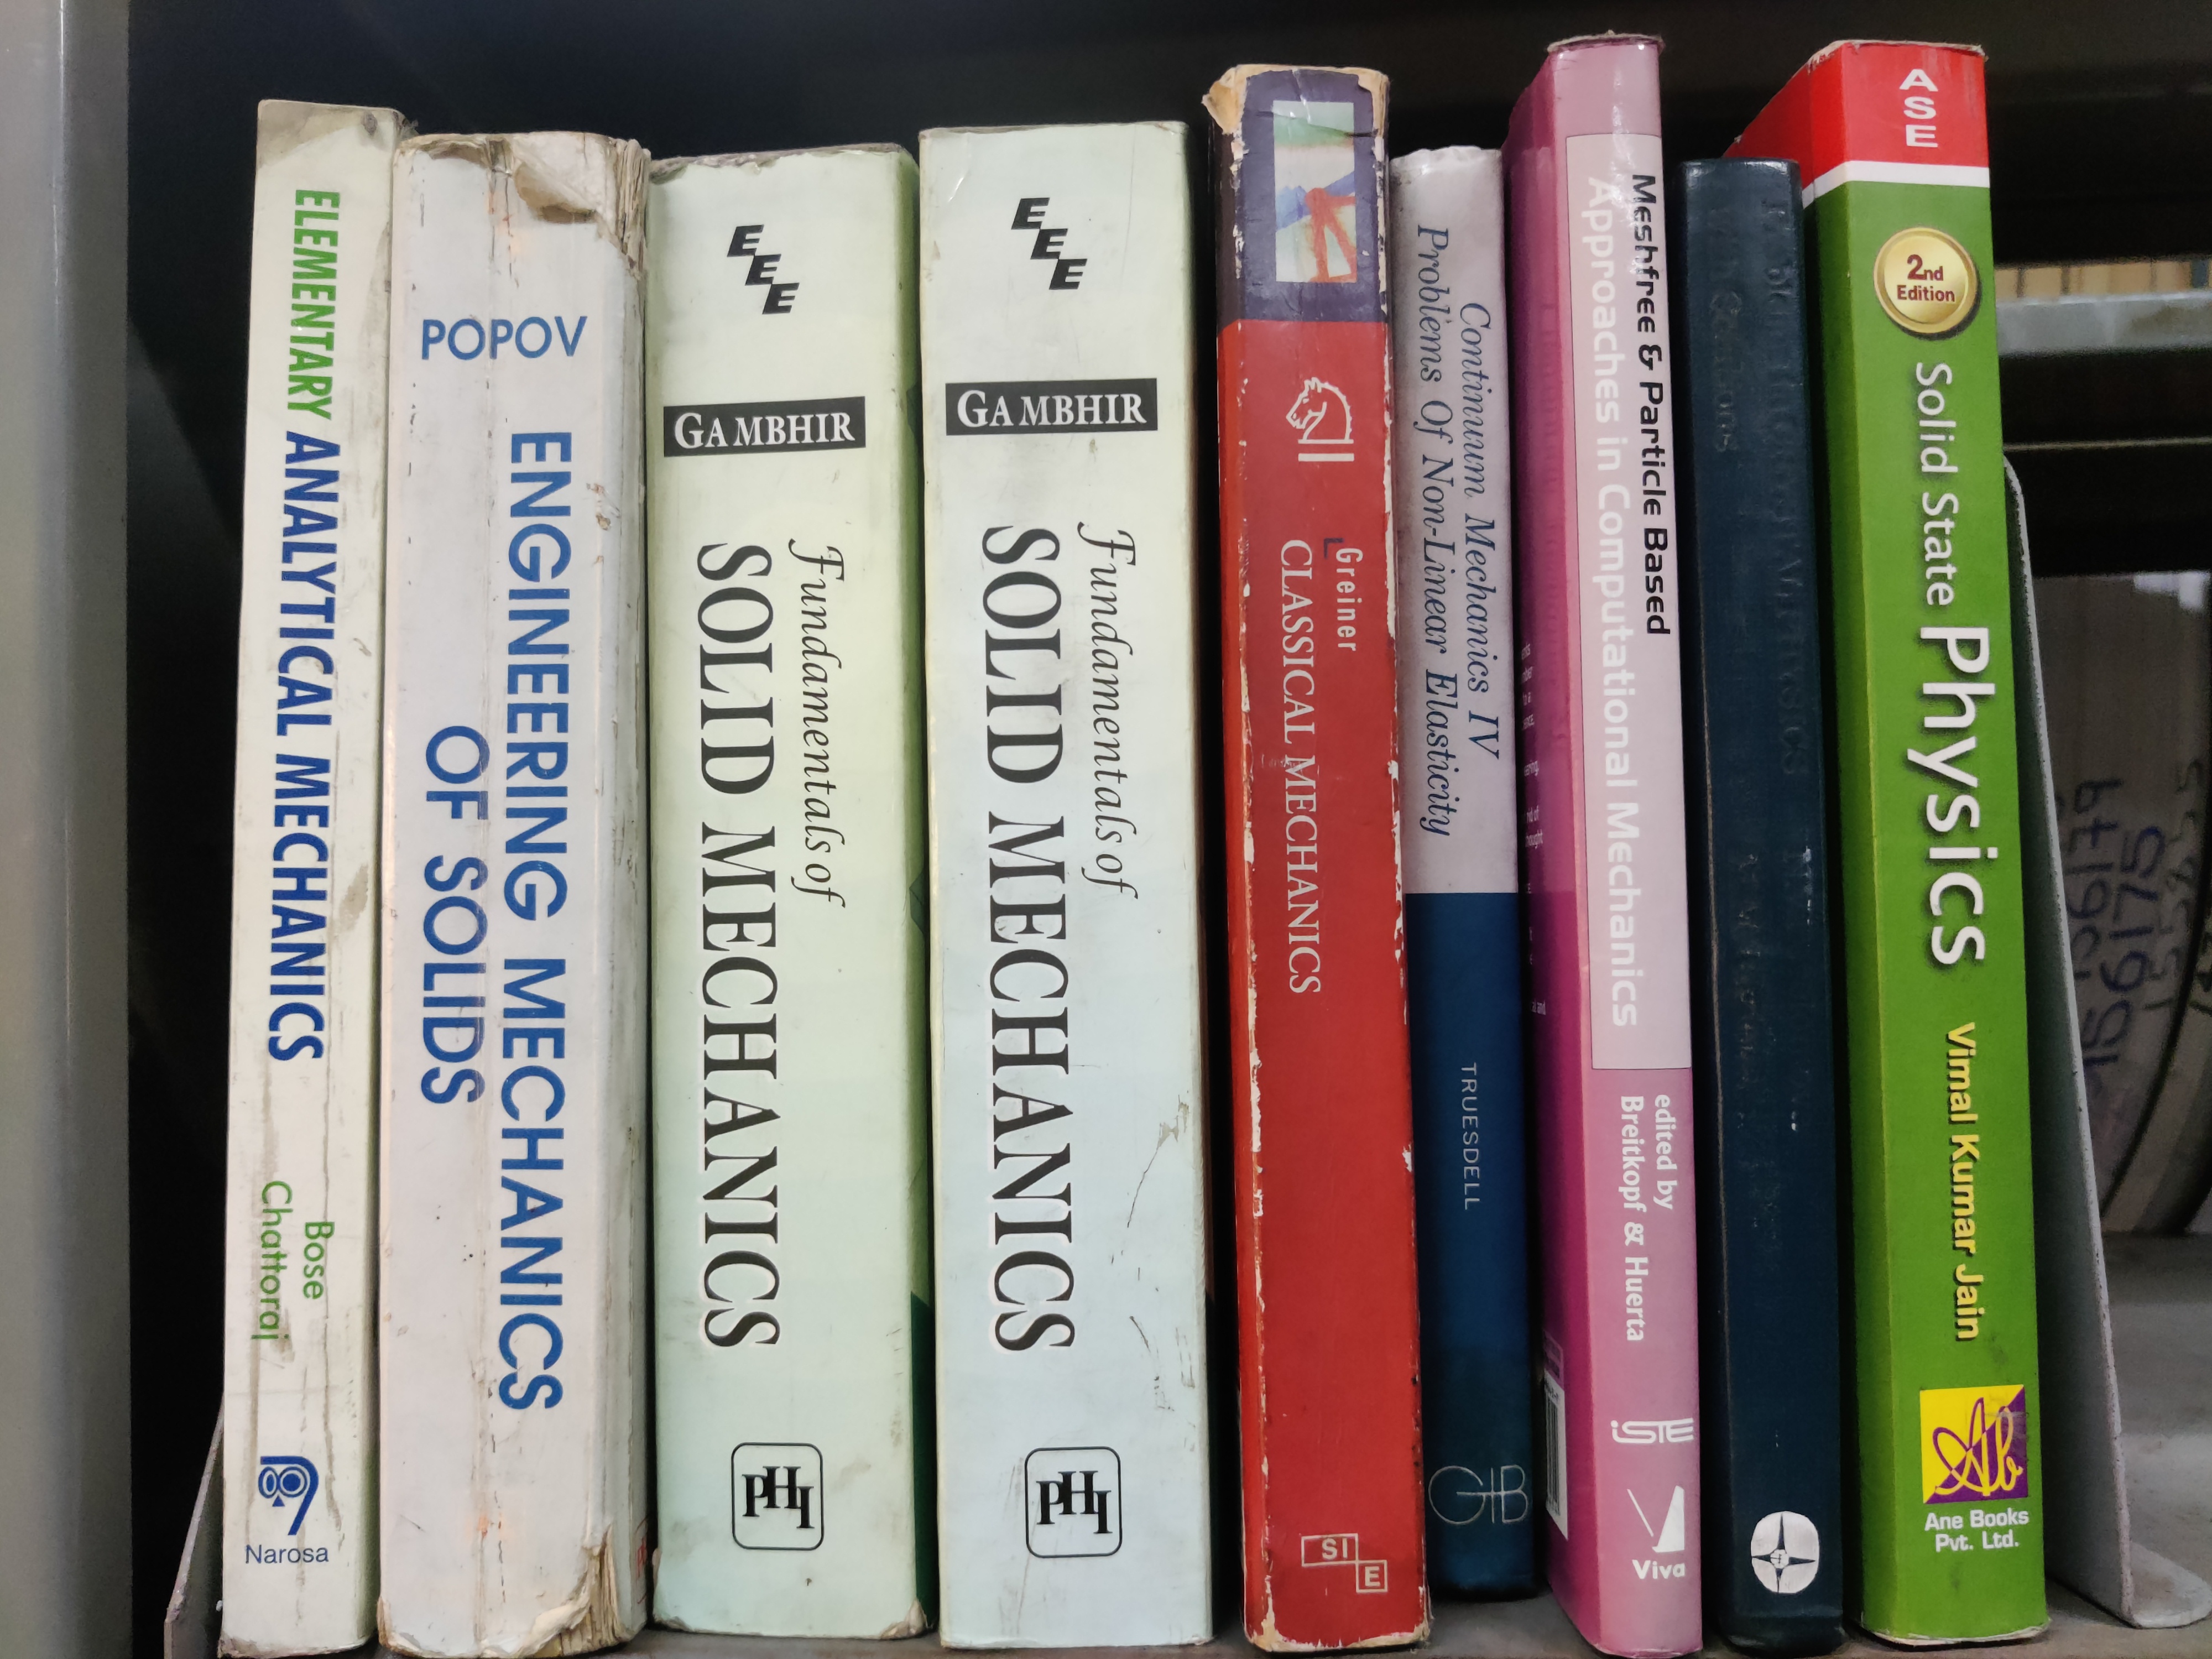 ELEMENTARY ANALYTICAL MECHANICS
Bose
Chattoraj
Narosa
POPOV
ENGINEERING MECHANICS
OF SOLIDS
EEE
GAMBHIR
Fundamentals of
SOLID MECHANICS
PHI
EEE
GAMBHIR
Fundamentals of
SOLID MECHANICS
PHI
Greiner
CLASSICAL MECHANICS
SIE
Continuum Mechanics IV
Problems Of Non-Linear Elasticity
TRUESDELL
GB
Meshfree & Particle Based
Approaches in Computational Mechanics
edited by
Breitkopf & Huerta
iSTE
Viva
ASE
2nd
Edition
Solid State Physics
Vimal Kumar Jain
Ab
Ane Books
Pvt. Ltd.